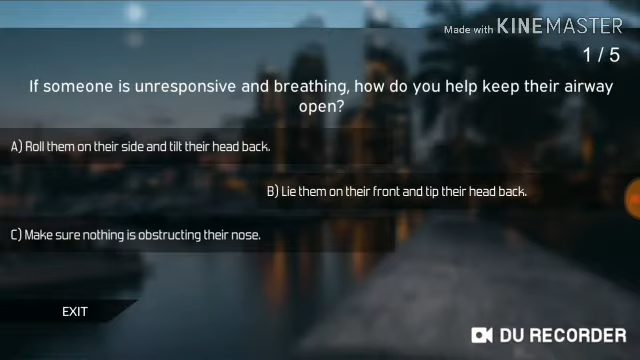 Made with KINEMASTER
1 / 5
If someone is unresponsive and breathing, how do you help keep their airway
open?
A) Roll them on their side and tilt their head back.
B) Lie them on their front and tip their head back.
C) Make sure nothing is obstructing their nose.
EXIT
DU RECORDER